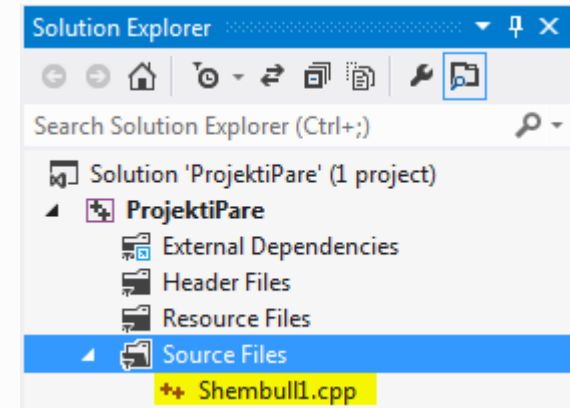 Solution Explorer
Search Solution Explorer (Ctrl+;)
Solution 'ProjektiPare' (1 project)
ProjektiPare
External Dependencies
Header Files
Resource Files
Source Files
Shembull1.cpp